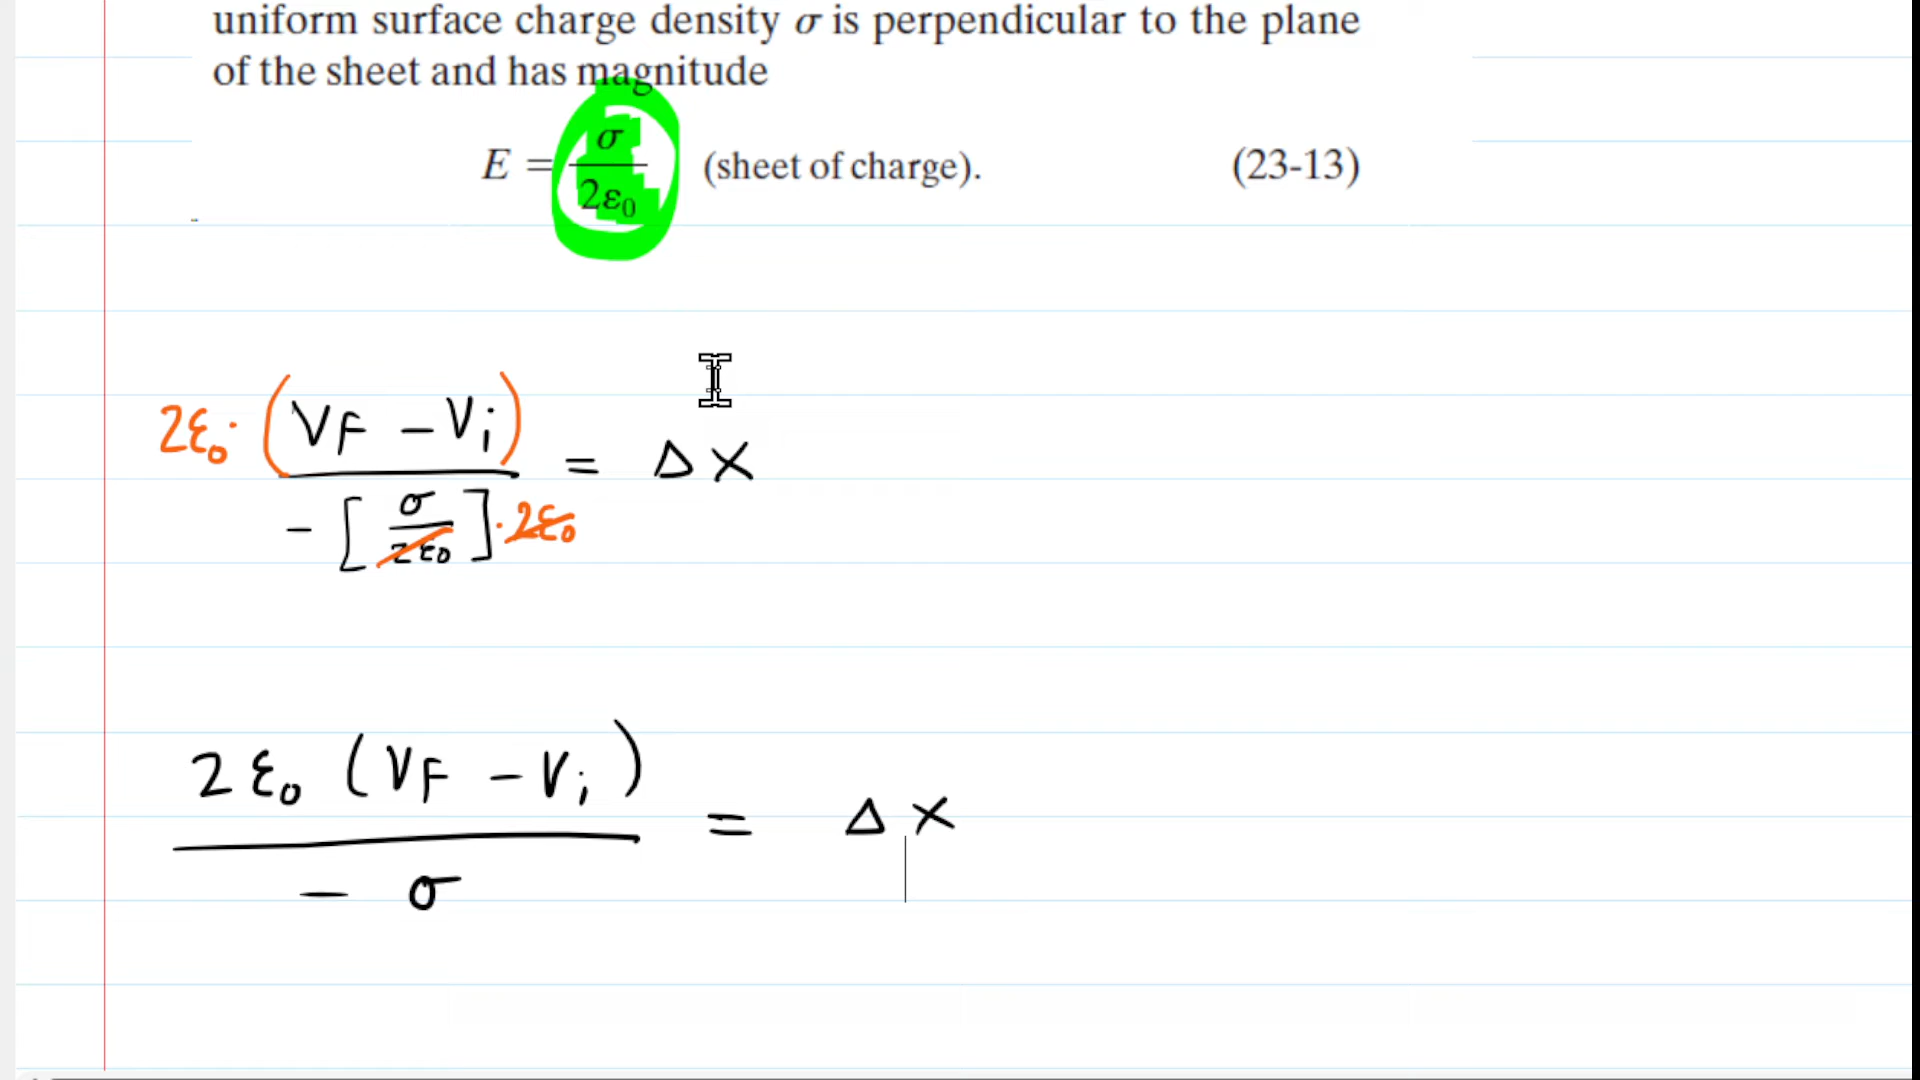 uniform surface charge density σ is perpendicular to the plane
of the sheet and has magnitude
E = σ / 2ε₀ (sheet of charge). (23-13)
2ε₀ · (VF − Vi) / −[σ / 2ε₀] · 2ε₀ = Δx
2ε₀ (VF − Vi) / −σ = Δx